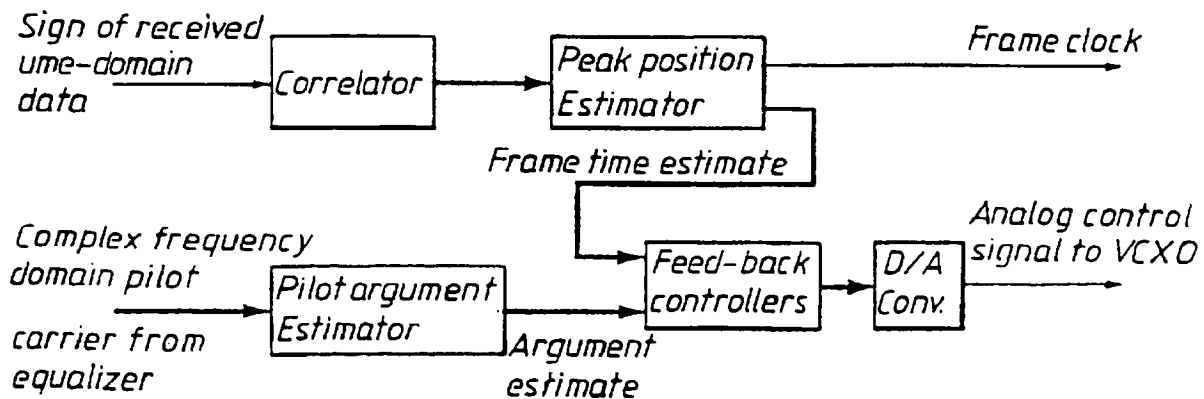 Sign of received
ume-domain
data
Correlator
Peak position
Estimator
Frame clock
Frame time estimate
Complex frequency
domain pilot
carrier from
equalizer
Pilot argument
Estimator
Argument
estimate
Feed-back
controllers
D/A
Conv.
Analog control
signal to VCXO